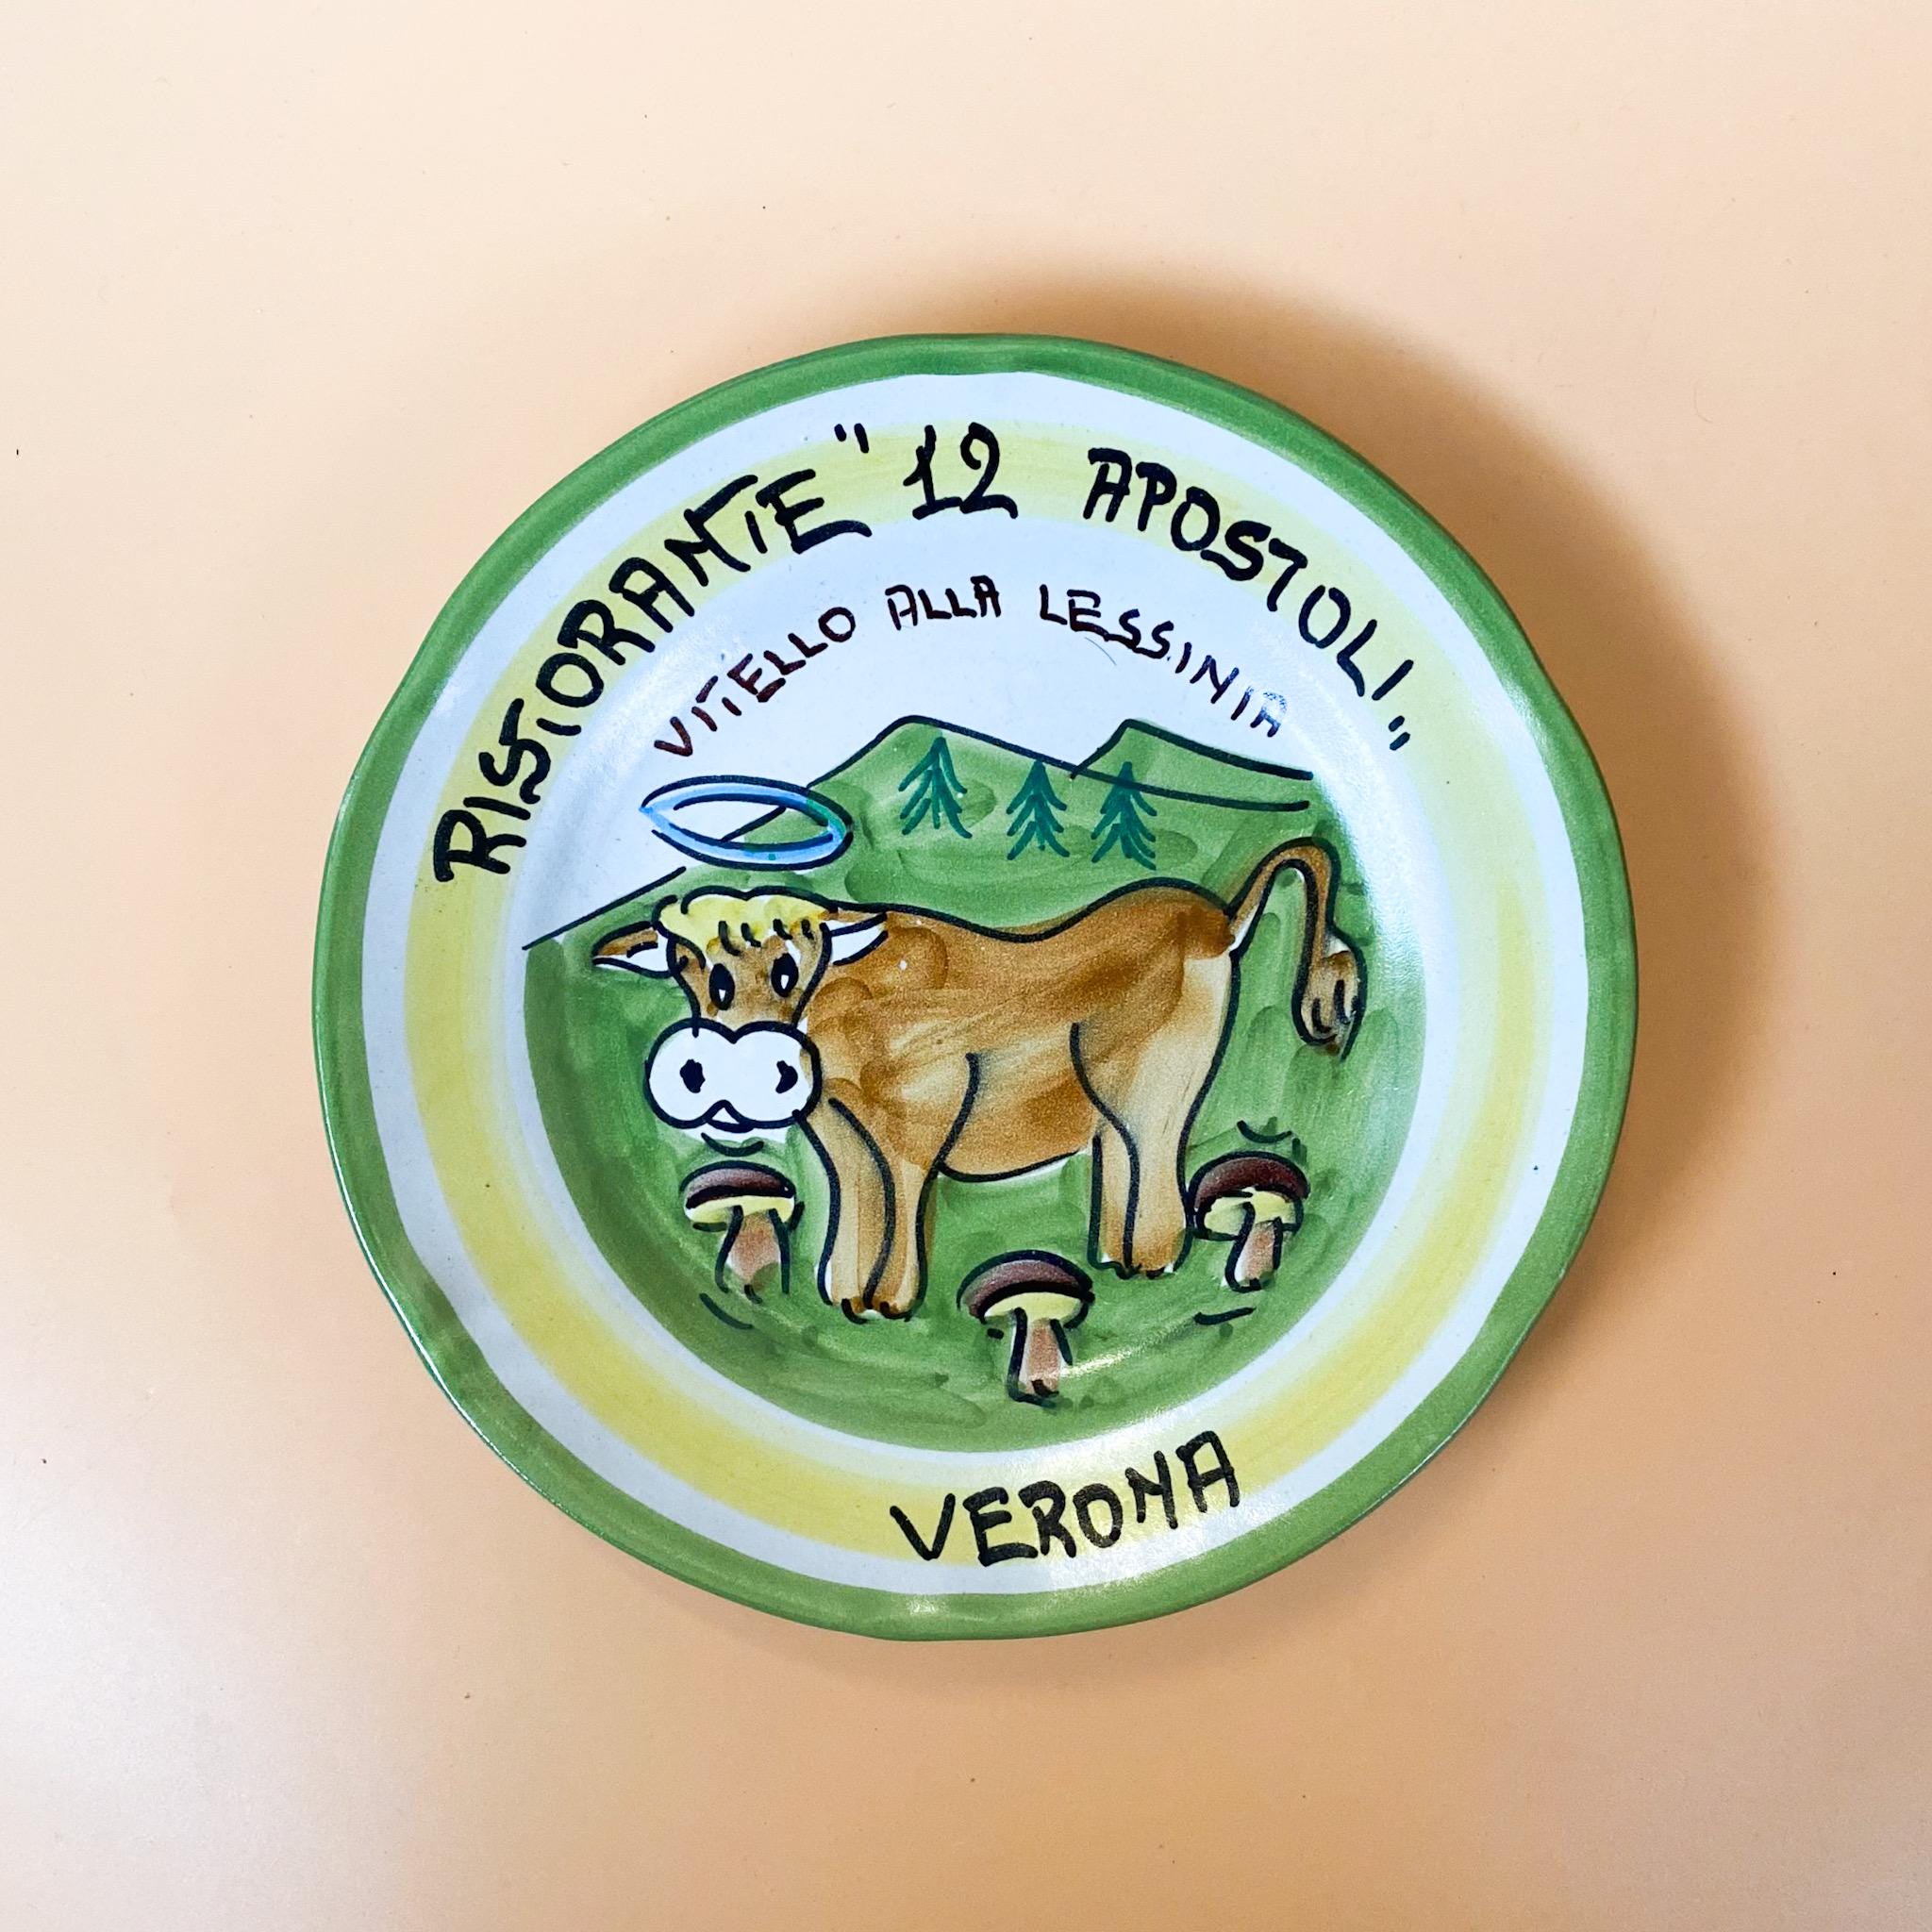 RISTORANTE "12 APOSTOLI"
VITELLO ALLA LESSINIA
VERONA